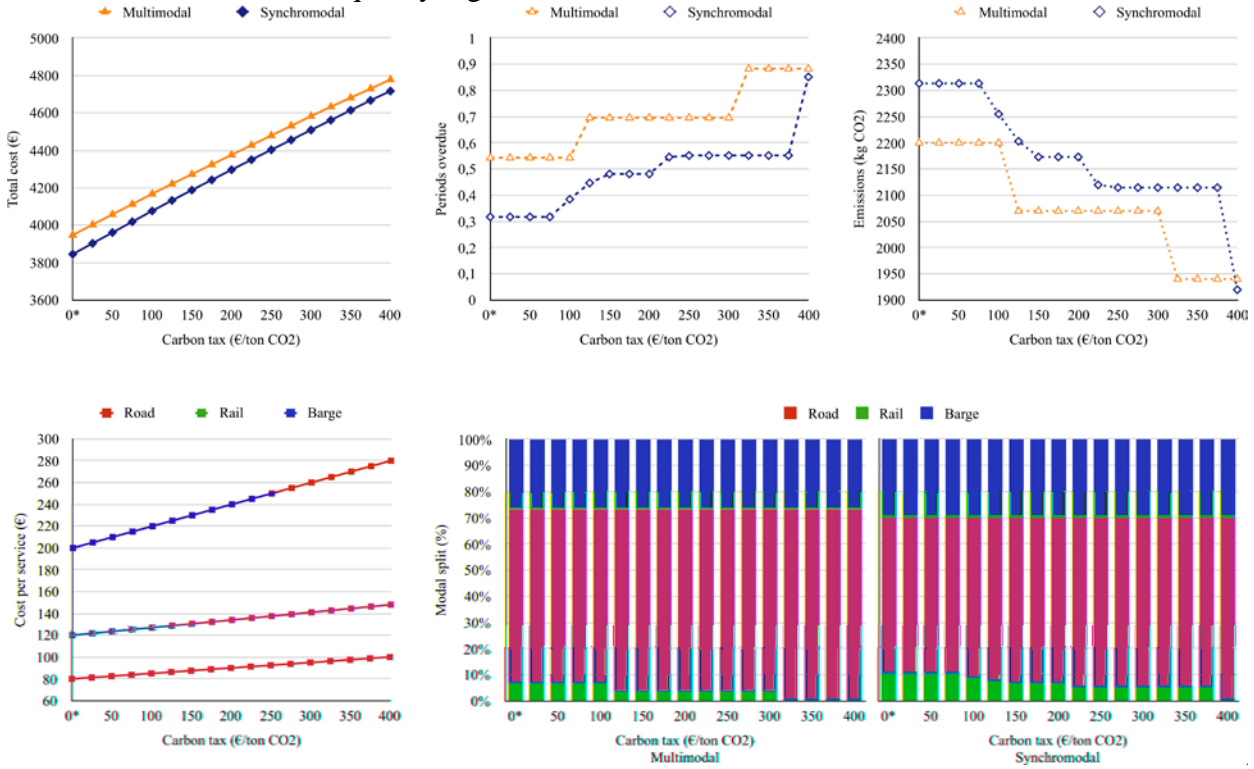 Multimodal Synchromodal
5000
4800
4600
4400
4200
4000
3800
3600
Total cost (€)
0* 50 100 150 200 250 300 350 400
Carbon tax (€/ton CO2)
Multimodal Synchromodal
1
0,9
0,8
0,7
0,6
0,5
0,4
0,3
0,2
0,1
0
Periods overdue
0* 50 100 150 200 250 300 350 400
Carbon tax (€/ton CO2)
Multimodal Synchromodal
2400
2350
2300
2250
2200
2150
2100
2050
2000
1950
1900
Emissions (kg CO2)
0* 50 100 150 200 250 300 350 400
Carbon tax (€/ton CO2)
Road Rail Barge
300
280
260
240
220
200
180
160
140
120
100
80
60
Cost per service (€)
0* 50 100 150 200 250 300 350 400
Carbon tax (€/ton CO2)
Road Rail Barge
100%
90%
80%
70%
60%
50%
40%
30%
20%
10%
0%
Modal split (%)
0* 50 100 150 200 250 300 350 400
Carbon tax (€/ton CO2)
Multimodal
0* 50 100 150 200 250 300 350 400
Carbon tax (€/ton CO2)
Synchromodal